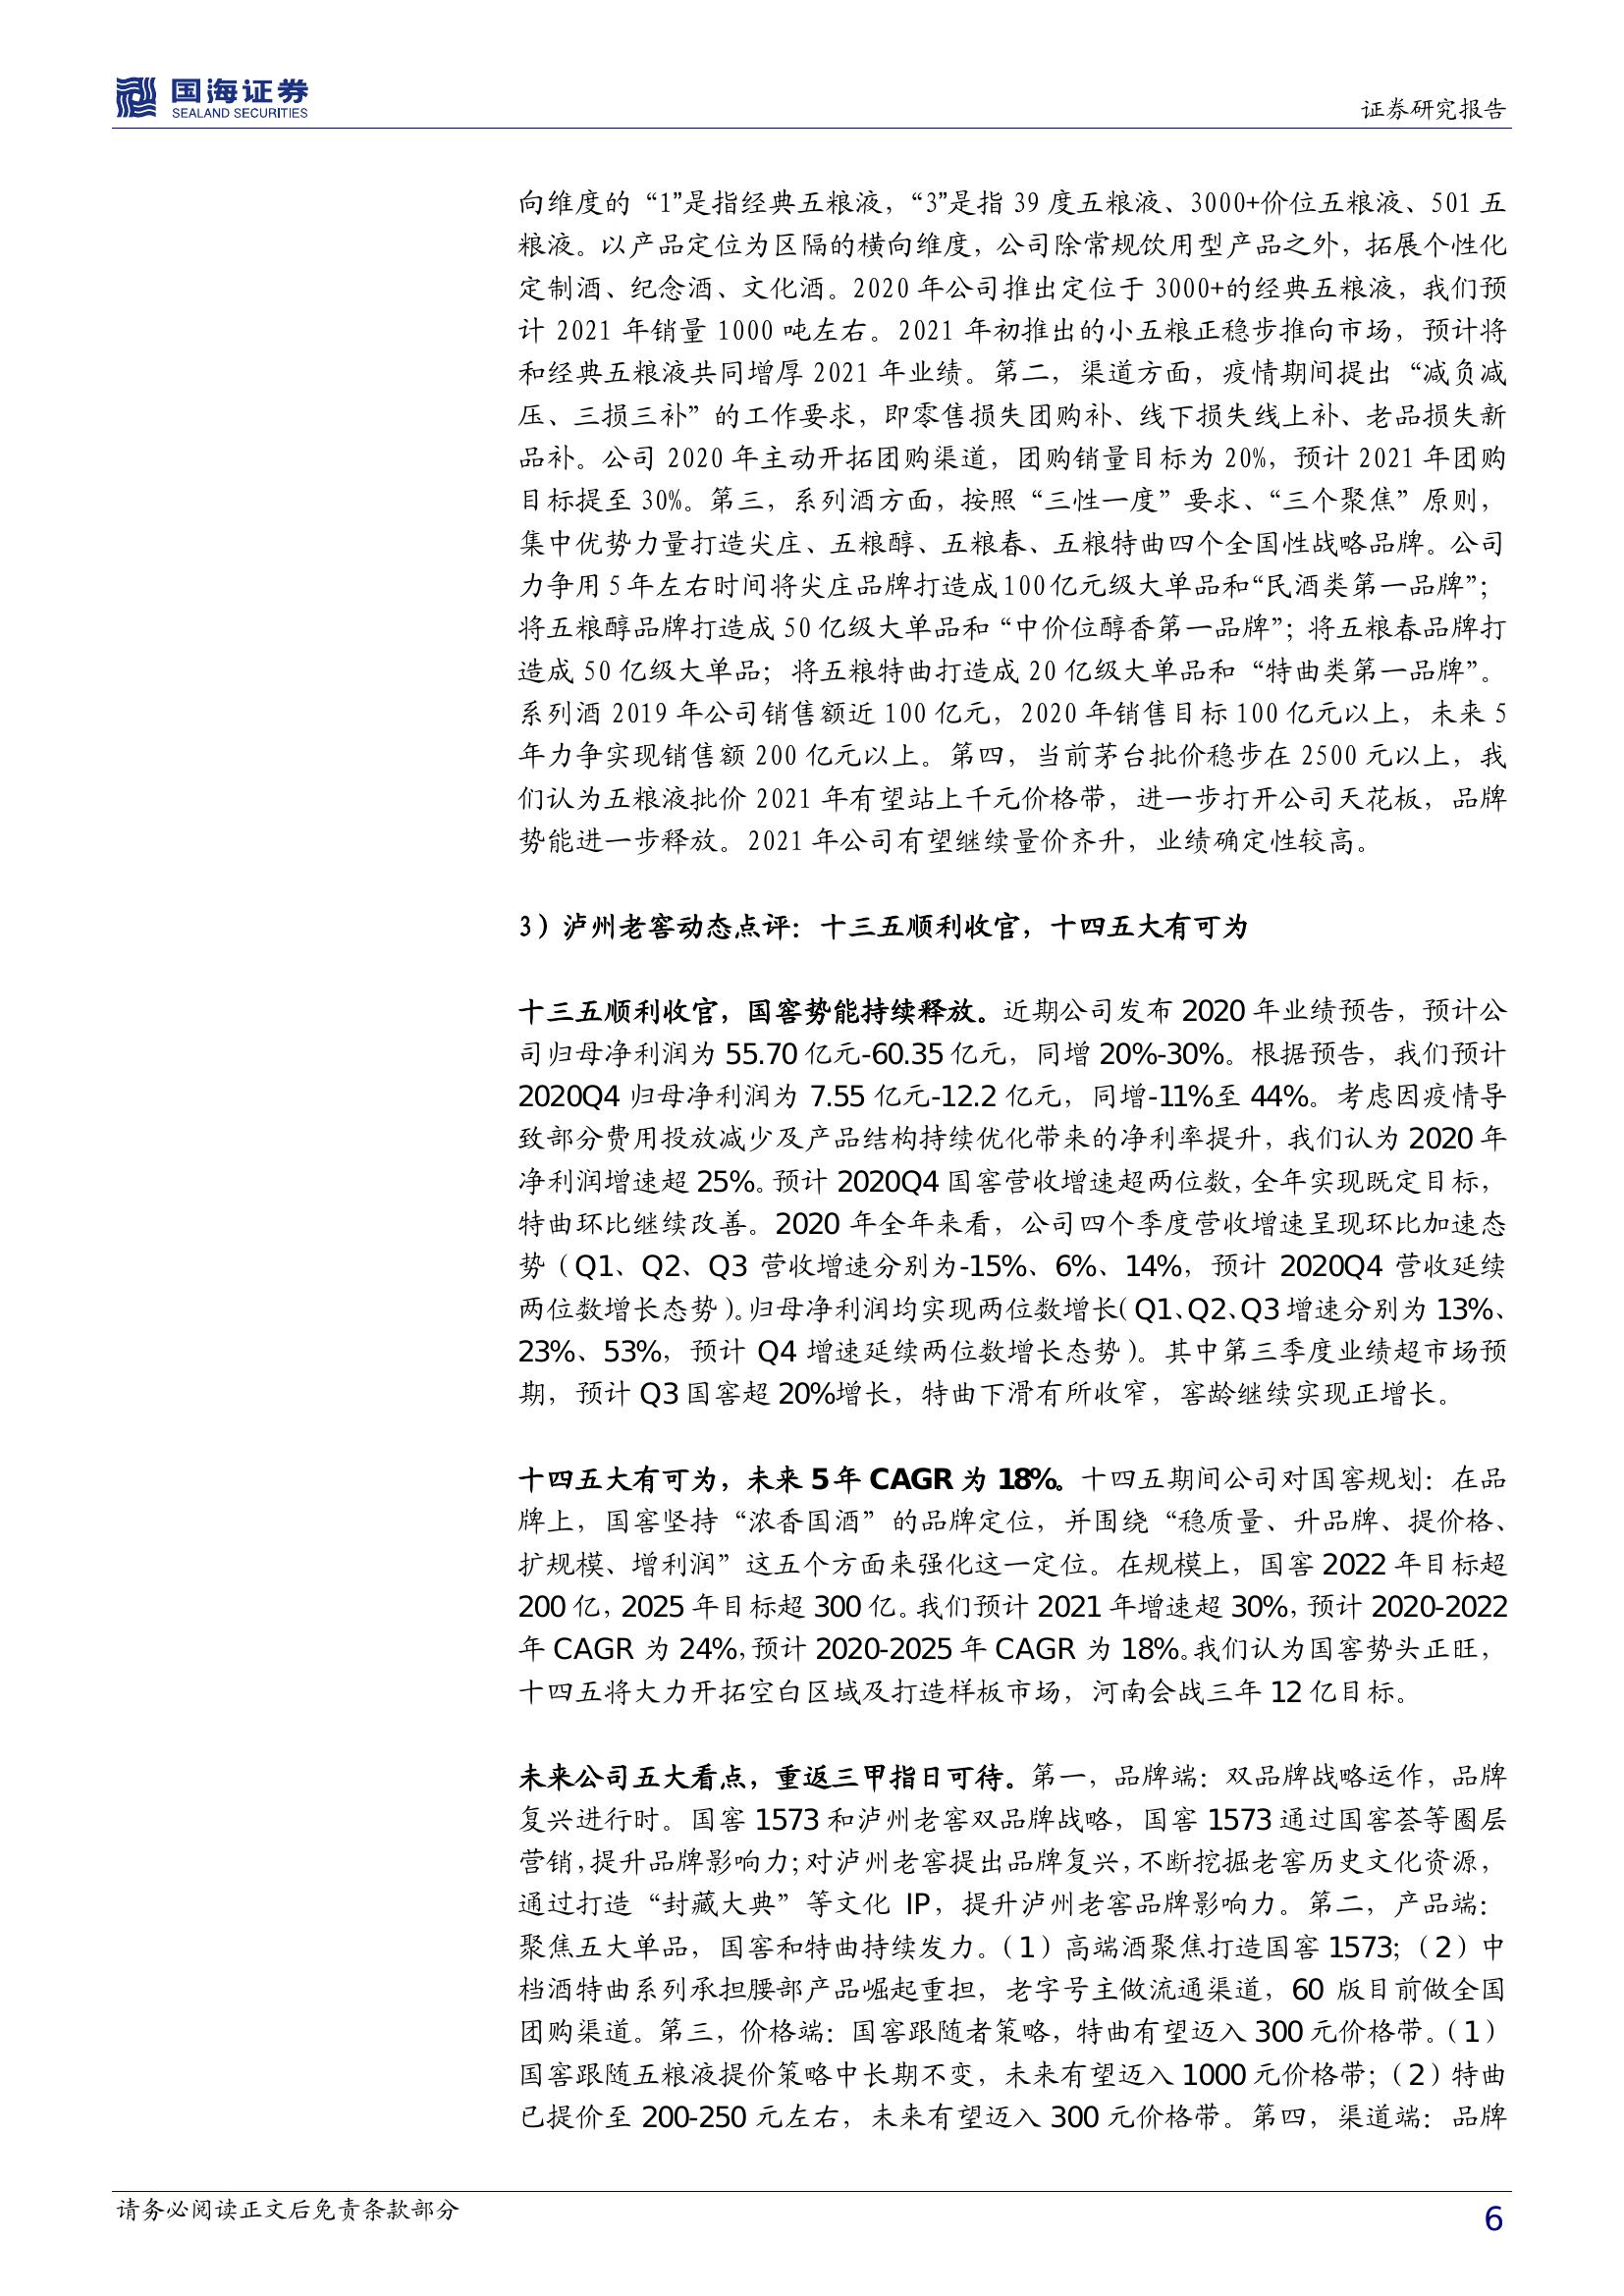 国海证券
SEALAND SECURITIES
证券研究报告
向维度的“1”是指经典五粮液，“3”是指 39 度五粮液、3000+价位五粮液、501 五
粮液。以产品定位为区隔的横向维度，公司除常规饮用型产品之外，拓展个性化
定制酒、纪念酒、文化酒。2020 年公司推出定位于 3000+的经典五粮液，我们预
计 2021 年销量 1000 吨左右。2021 年初推出的小五粮正稳步推向市场，预计将
和经典五粮液共同增厚 2021 年业绩。第二，渠道方面，疫情期间提出“减负减
压、三损三补”的工作要求，即零售损失团购补、线下损失线上补、老品损失新
品补。公司 2020 年主动开拓团购渠道，团购销量目标为 20%，预计 2021 年团购
目标提至 30%。第三，系列酒方面，按照“三性一度”要求、“三个聚焦”原则，
集中优势力量打造尖庄、五粮醇、五粮春、五粮特曲四个全国性战略品牌。公司
力争用 5 年左右时间将尖庄品牌打造成 100 亿元级大单品和“民酒类第一品牌”；
将五粮醇品牌打造成 50 亿级大单品和“中价位醇香第一品牌”；将五粮春品牌打
造成 50 亿级大单品；将五粮特曲打造成 20 亿级大单品和“特曲类第一品牌”。
系列酒 2019 年公司销售额近 100 亿元，2020 年销售目标 100 亿元以上，未来 5
年力争实现销售额 200 亿元以上。第四，当前茅台批价稳步在 2500 元以上，我
们认为五粮液批价 2021 年有望站上千元价格带，进一步打开公司天花板，品牌
势能进一步释放。2021 年公司有望继续量价齐升，业绩确定性较高。
3）泸州老窖动态点评：十三五顺利收官，十四五大有可为
十三五顺利收官，国窖势能持续释放。近期公司发布 2020 年业绩预告，预计公
司归母净利润为 55.70 亿元-60.35 亿元，同增 20%-30%。根据预告，我们预计
2020Q4 归母净利润为 7.55 亿元-12.2 亿元，同增-11%至 44%。考虑因疫情导
致部分费用投放减少及产品结构持续优化带来的净利率提升，我们认为 2020 年
净利润增速超 25%。预计 2020Q4 国窖营收增速超两位数，全年实现既定目标，
特曲环比继续改善。2020 年全年来看，公司四个季度营收增速呈现环比加速态
势（Q1、Q2、Q3 营收增速分别为-15%、6%、14%，预计 2020Q4 营收延续
两位数增长态势）。归母净利润均实现两位数增长（Q1、Q2、Q3 增速分别为 13%、
23%、53%，预计 Q4 增速延续两位数增长态势）。其中第三季度业绩超市场预
期，预计 Q3 国窖超 20%增长，特曲下滑有所收窄，窖龄继续实现正增长。
十四五大有可为，未来 5 年 CAGR 为 18%。十四五期间公司对国窖规划：在品
牌上，国窖坚持“浓香国酒”的品牌定位，并围绕“稳质量、升品牌、提价格、
扩规模、增利润”这五个方面来强化这一定位。在规模上，国窖 2022 年目标超
200 亿，2025 年目标超 300 亿。我们预计 2021 年增速超 30%，预计 2020-2022
年 CAGR 为 24%，预计 2020-2025 年 CAGR 为 18%。我们认为国窖势头正旺，
十四五将大力开拓空白区域及打造样板市场，河南会战三年 12 亿目标。
未来公司五大看点，重返三甲指日可待。第一，品牌端：双品牌战略运作，品牌
复兴进行时。国窖 1573 和泸州老窖双品牌战略，国窖 1573 通过国窖荟等圈层
营销，提升品牌影响力；对泸州老窖提出品牌复兴，不断挖掘老窖历史文化资源，
通过打造“封藏大典”等文化 IP，提升泸州老窖品牌影响力。第二，产品端：
聚焦五大单品，国窖和特曲持续发力。（1）高端酒聚焦打造国窖 1573；（2）中
档酒特曲系列承担腰部产品崛起重担，老字号主做流通渠道，60 版目前做全国
团购渠道。第三，价格端：国窖跟随者策略，特曲有望迈入 300 元价格带。（1）
国窖跟随五粮液提价策略中长期不变，未来有望迈入 1000 元价格带；（2）特曲
已提价至 200-250 元左右，未来有望迈入 300 元价格带。第四，渠道端：品牌
请务必阅读正文后免责条款部分
6